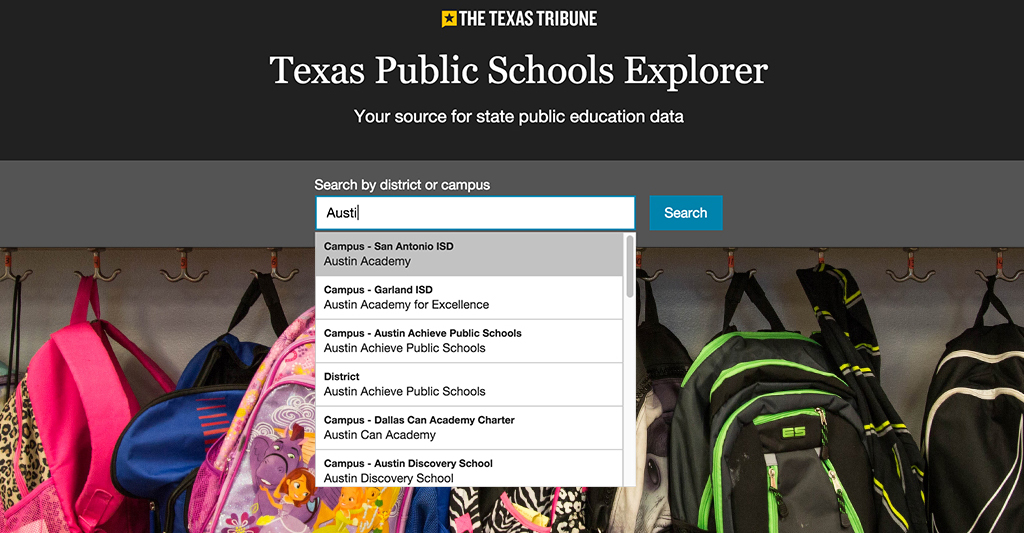 THE TEXAS TRIBUNE
Texas Public Schools Explorer
Your source for state public education data
Search by district or campus
Austi
Search
Campus - San Antonio ISD
Austin Academy
Campus - Garland ISD
Austin Academy for Excellence
Campus - Austin Achieve Public Schools
Austin Achieve Public Schools
District
Austin Achieve Public Schools
Campus - Dallas Can Academy Charter
Austin Can Academy
Campus - Austin Discovery School
Austin Discovery School